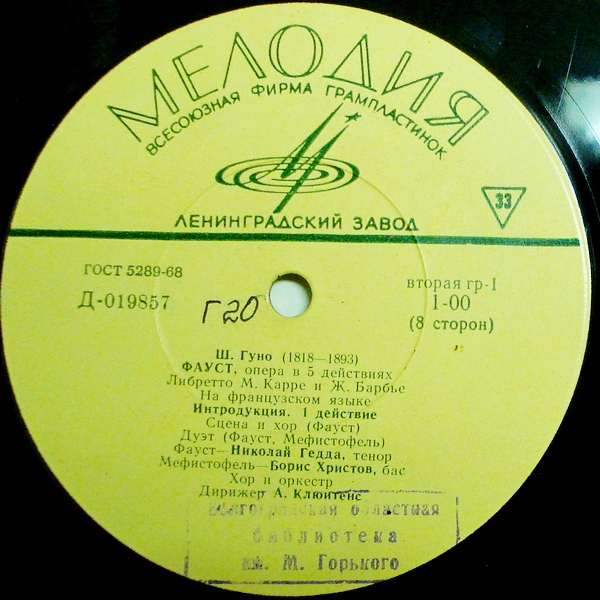 МЕЛОДИЯ
ВСЕСОЮЗНАЯ ФИРМА ГРАМПЛАСТИНОК
ЛЕНИНГРАДСКИЙ ЗАВОД
33
ГОСТ 5289-68
Д-019857
Г20
вторая гр-1
1-00
(8 сторон)
Ш. Гуно (1818—1893)
ФАУСТ, опера в 5 действиях
Либретто М. Карре и Ж. Барбье
На французском языке
Интродукция. 1 действие
Сцена и хор (Фауст)
Дуэт (Фауст, Мефистофель)
Фауст—Николай Гедда, тенор
Мефистофель—Борис Христов, бас
Хор и оркестр
Дирижер А. Клюитенс
Волгоградская областная
библиотека
им. М. Горького